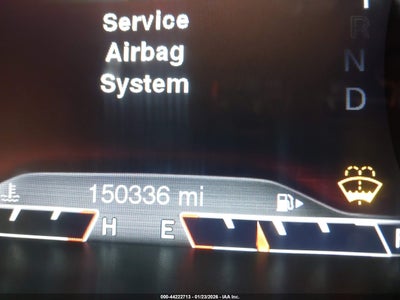 Service
Airbag
System
R
N
D
150336 mi
H E
000-44222713 - 01/23/2026 - IAA Inc.